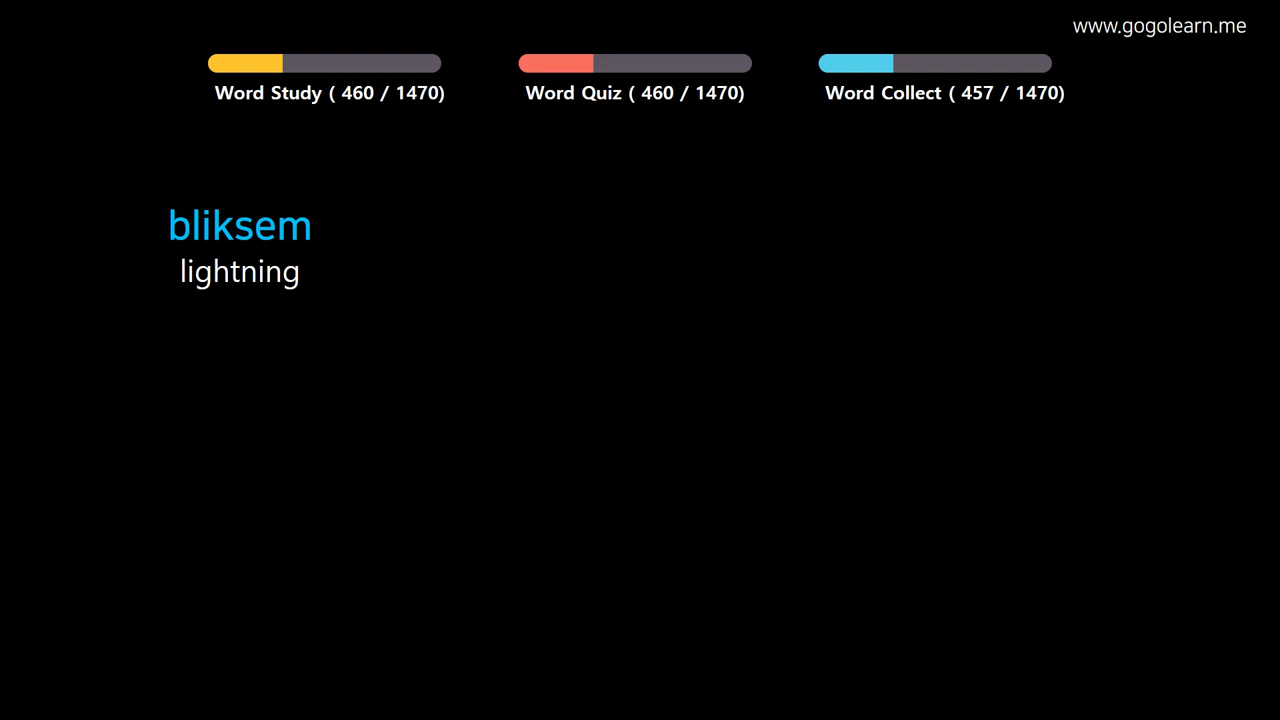 www.gogolearn.me
Word Study ( 460 / 1470)
Word Quiz ( 460 / 1470)
Word Collect ( 457 / 1470)
bliksem
lightning